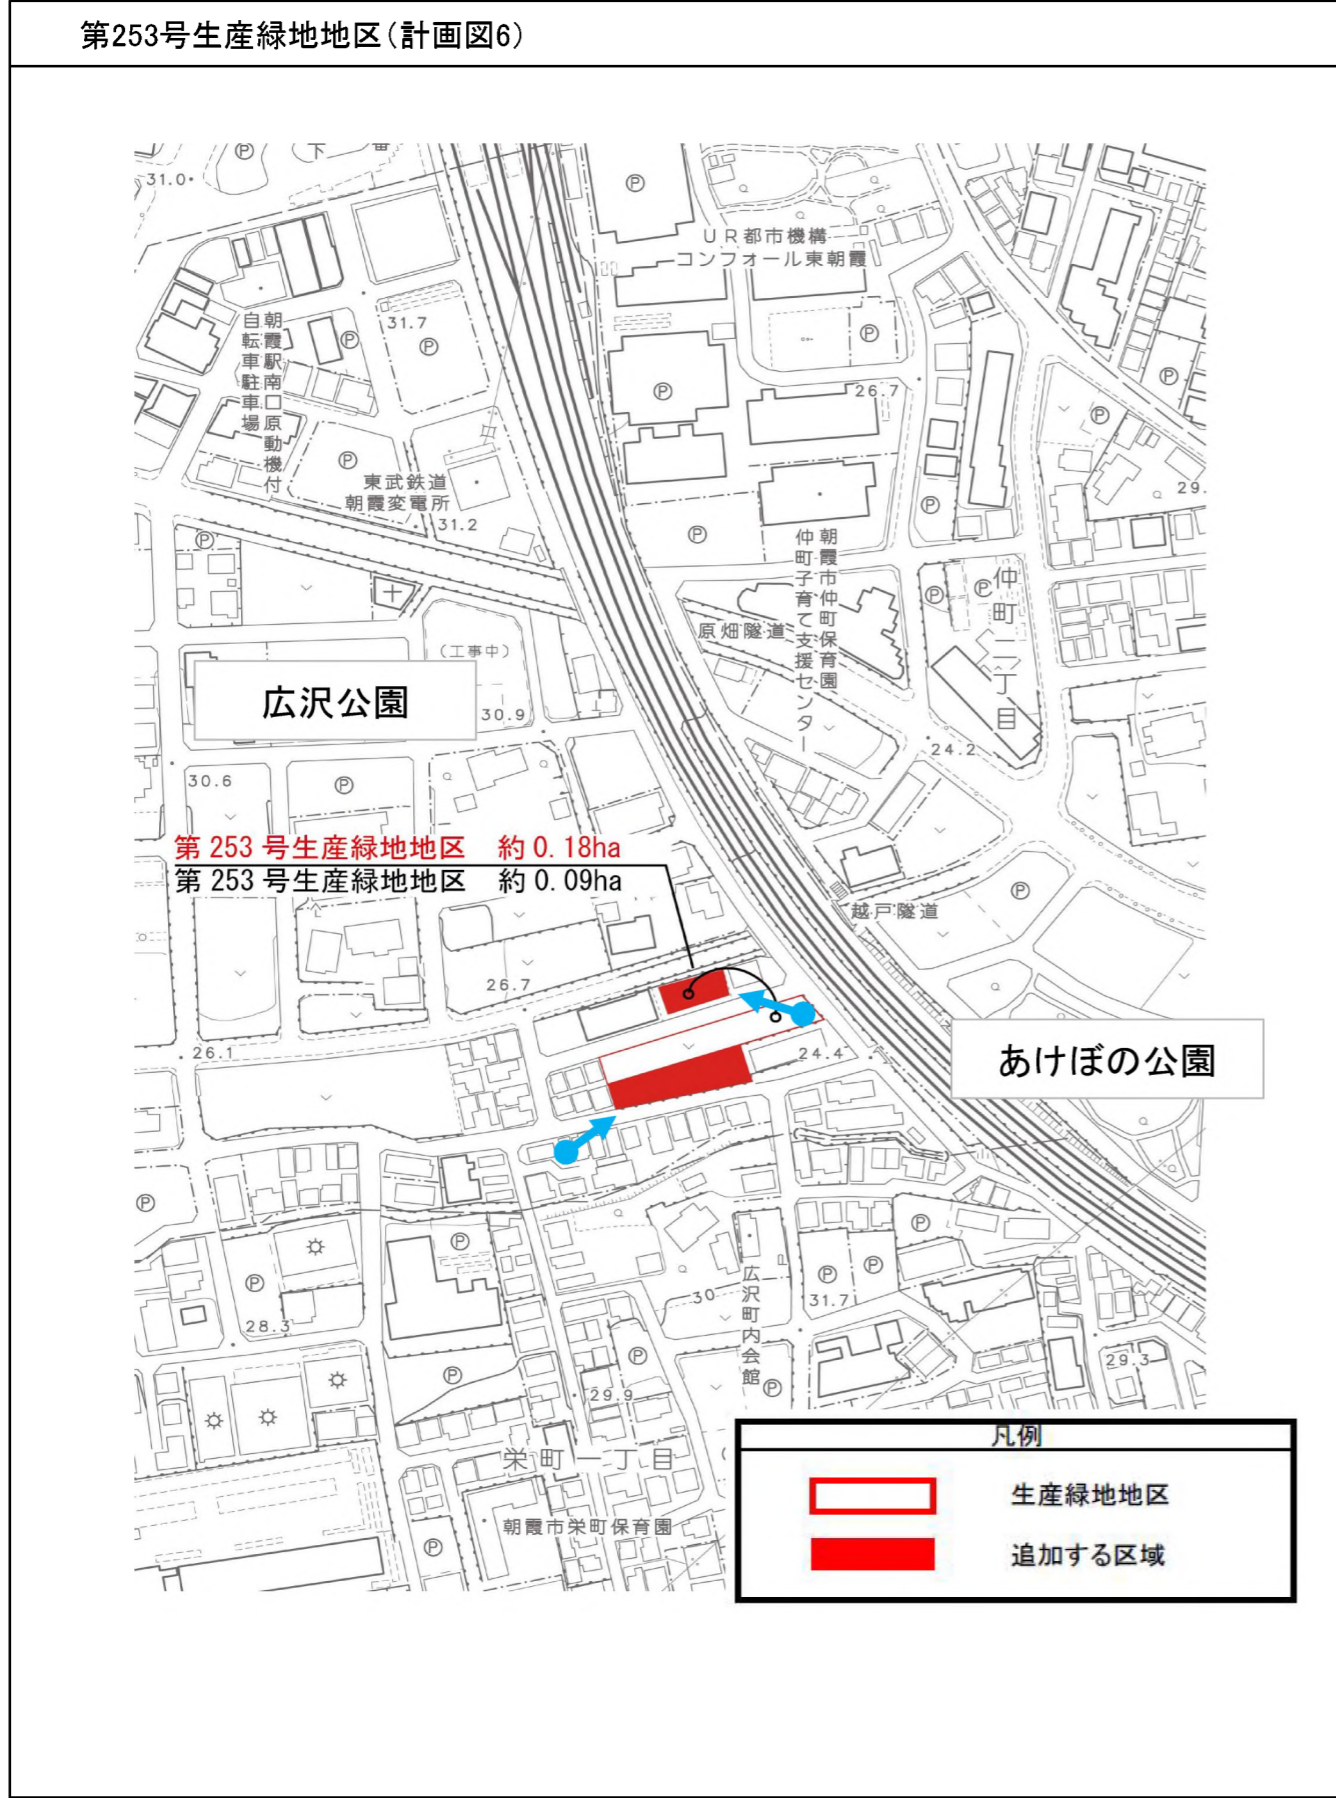 第253号生産緑地地区(計画図6)
31.0
下
P
P
UR都市機構
コンフォール東朝霞
朝霞駅南口原動機付
自転車駐車場
31.7
P
P
P
P
P
26.7
P
P
東武鉄道
朝霞変電所
31.2
P
P
P
29.
朝霞市仲町保育園
仲町子育て支援センター
P
P
仲町二丁目
原畑隧道
(工事中)
広沢公園
30.9
24.2
30.6
P
第253号生産緑地地区 約0.18ha
第253号生産緑地地区 約0.09ha
P
越戸隧道
26.7
26.1
24.4
あけぼの公園
P
P
P
P
P
P
広沢町内会館
30
31.7
28.3
P
P
P
29.3
29.9
栄町一丁目
朝霞市栄町保育園
P
凡例
生産緑地地区
追加する区域